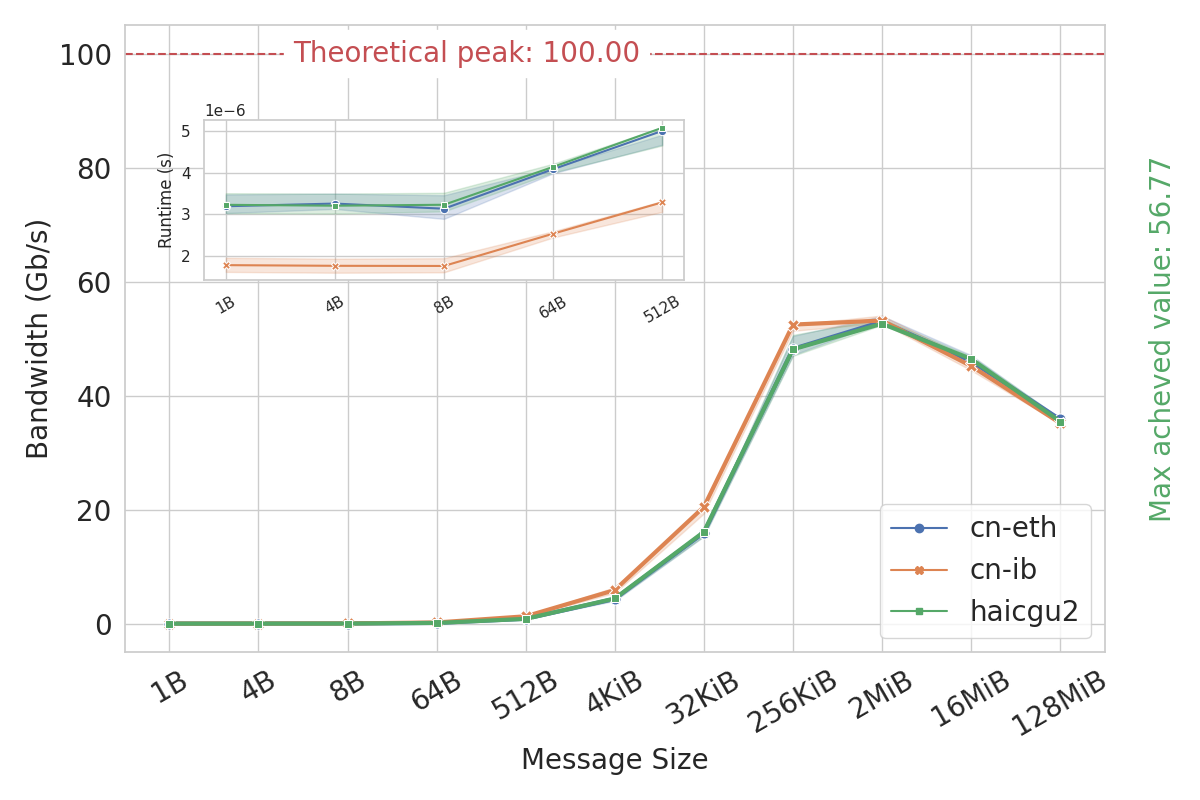 Theoretical peak: 100.00
100
80
60
40
20
0
Bandwidth (Gb/s)
1e−6
5
4
3
2
Runtime (s)
1B
4B
8B
64B
512B
Max acheved value: 56.77
cn-eth
cn-ib
haicgu2
1B
4B
8B
64B
512B
4KiB
32KiB
256KiB
2MiB
16MiB
128MiB
Message Size